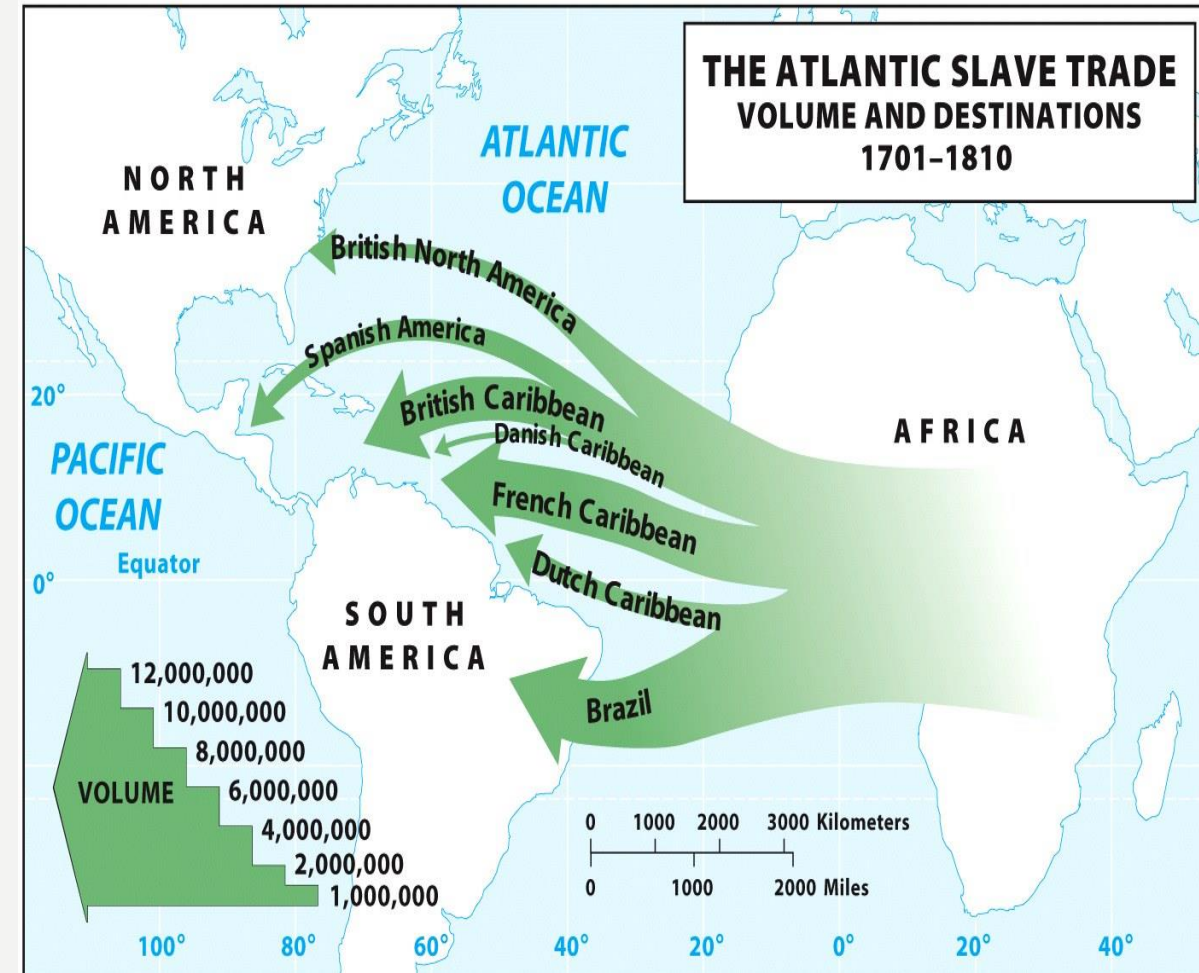 THE ATLANTIC SLAVE TRADE
VOLUME AND DESTINATIONS
1701–1810
ATLANTIC
OCEAN
NORTH
AMERICA
British North America
Spanish America
British Caribbean
Danish Caribbean
French Caribbean
Dutch Caribbean
Brazil
AFRICA
20°
PACIFIC
OCEAN
Equator
0°
SOUTH
AMERICA
12,000,000
10,000,000
8,000,000
VOLUME
6,000,000
4,000,000
2,000,000
1,000,000
0 1000 2000 3000 Kilometers
0 1000 2000 Miles
100° 80° 60° 40° 20° 0° 20° 40°